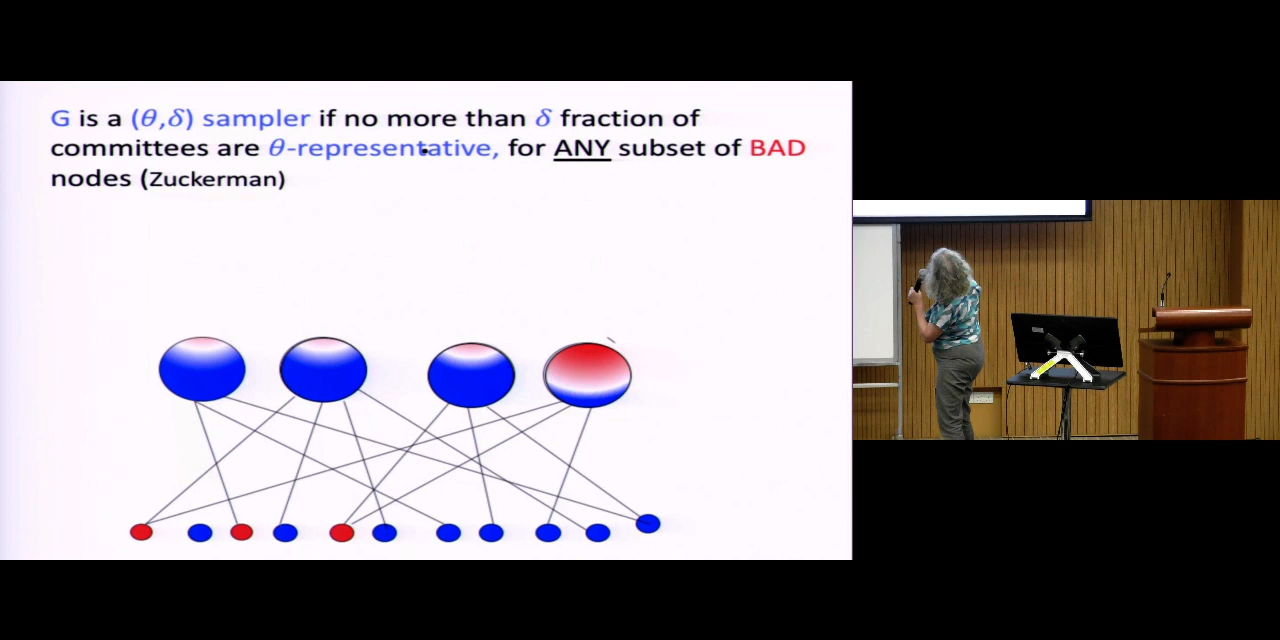 G is a (θ,δ) sampler if no more than δ fraction of
committees are θ-representative, for ANY subset of BAD
nodes (Zuckerman)